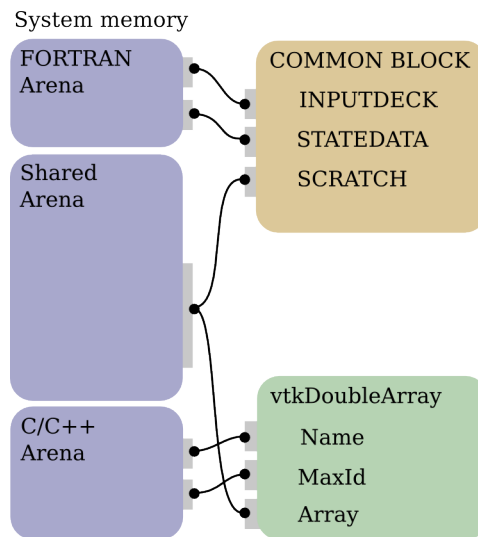 System memory
FORTRAN
Arena
COMMON BLOCK
INPUTDECK
STATEDATA
SCRATCH
Shared
Arena
C/C++
Arena
vtkDoubleArray
Name
MaxId
Array